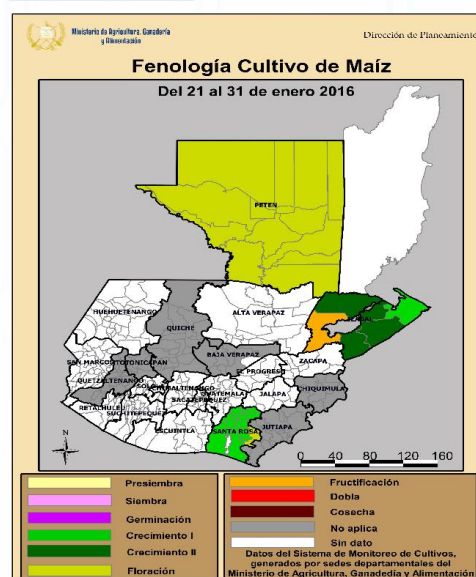 Ministerio de Agricultura, Ganadería
y Alimentación
Dirección de Planeamiento
Fenología Cultivo de Maíz
Del 21 al 31 de enero 2016
PETEN
HUEHUETENANGO
ALTA VERAPAZ
QUICHE
BAJA VERAPAZ
ZACAPA
SAN MARCOS
TOTONICAPAN
EL PROGRESO
QUETZALTENANGO
CHIQUIMULA
GUATEMALA
JALAPA
SACATEPEQUEZ
RETALHULEU
SUCHITEPEQUEZ
ESCUINTLA
SANTA ROSA
JUTIAPA
N
0 40 80 120 160
Presiembra
Siembra
Germinación
Crecimiento I
Crecimiento II
Floración
Fructificación
Dobla
Cosecha
No aplica
Sin dato
Datos del Sistema de Monitoreo de Cultivos,
generados por sedes departamentales del
Ministerio de Agricultura, Ganadedía y Alimentación